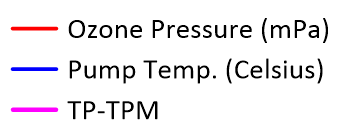 Ozone Pressure (mPa)
Pump Temp. (Celsius)
TP-TPM